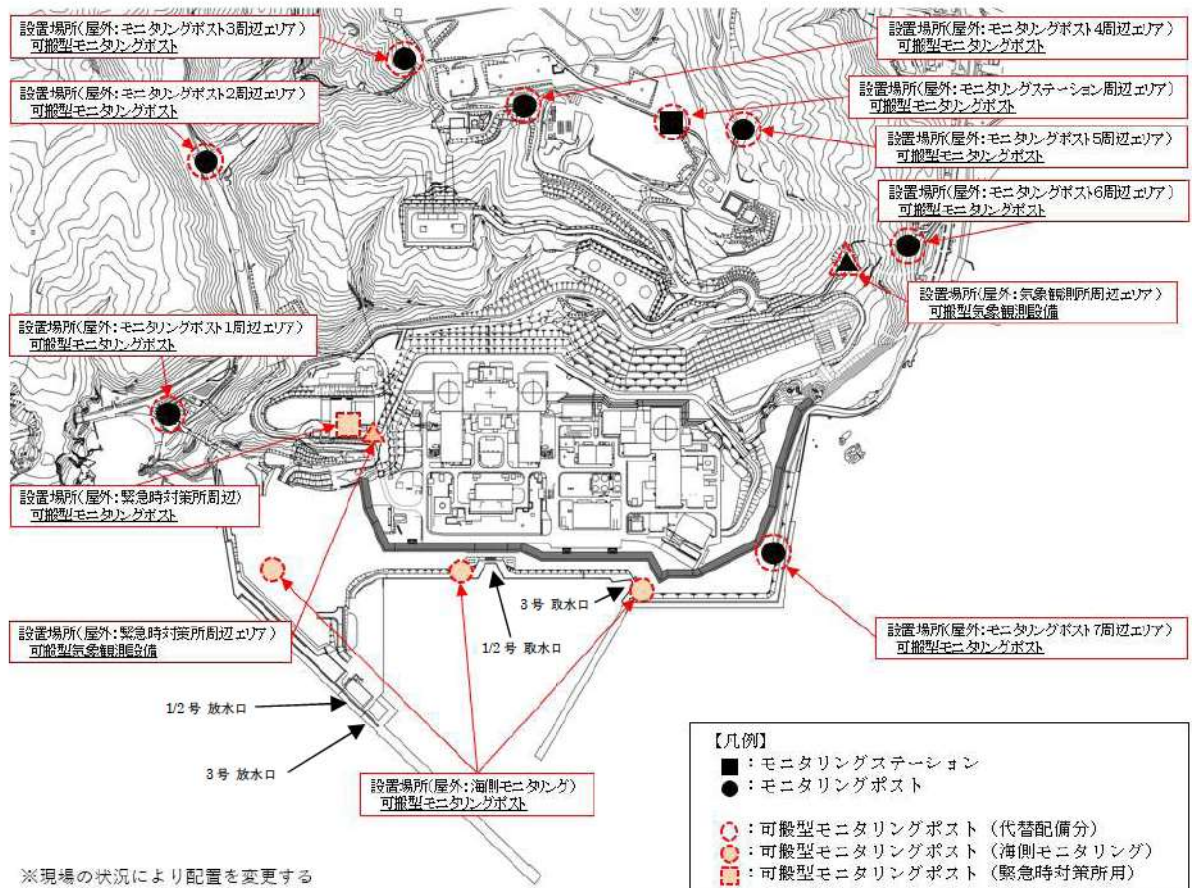 設置場所(屋外:モニタリングポスト3周辺エリア)
可搬型モニタリングポスト
設置場所(屋外:モニタリングポスト2周辺エリア)
可搬型モニタリングポスト
設置場所(屋外:モニタリングポスト4周辺エリア)
可搬型モニタリングポスト
設置場所(屋外:モニタリングステーション周辺エリア)
可搬型モニタリングポスト
設置場所(屋外:モニタリングポスト5周辺エリア)
可搬型モニタリングポスト
設置場所(屋外:モニタリングポスト6周辺エリア)
可搬型モニタリングポスト
設置場所(屋外:気象観測所周辺エリア)
可搬型気象観測設備
設置場所(屋外:モニタリングポスト1周辺エリア)
可搬型モニタリングポスト
設置場所(屋外:緊急時対策所周辺)
可搬型モニタリングポスト
設置場所(屋外:緊急時対策所周辺エリア)
可搬型気象観測設備
3号 取水口
1/2号 取水口
設置場所(屋外:モニタリングポスト7周辺エリア)
可搬型モニタリングポスト
1/2号 放水口
3号 放水口
設置場所(屋外:海側モニタリング)
可搬型モニタリングポスト
【凡例】
■:モニタリングステーション
●:モニタリングポスト
:可搬型モニタリングポスト(代替配備分)
:可搬型モニタリングポスト(海側モニタリング)
:可搬型モニタリングポスト(緊急時対策所用)
※現場の状況により配置を変更する